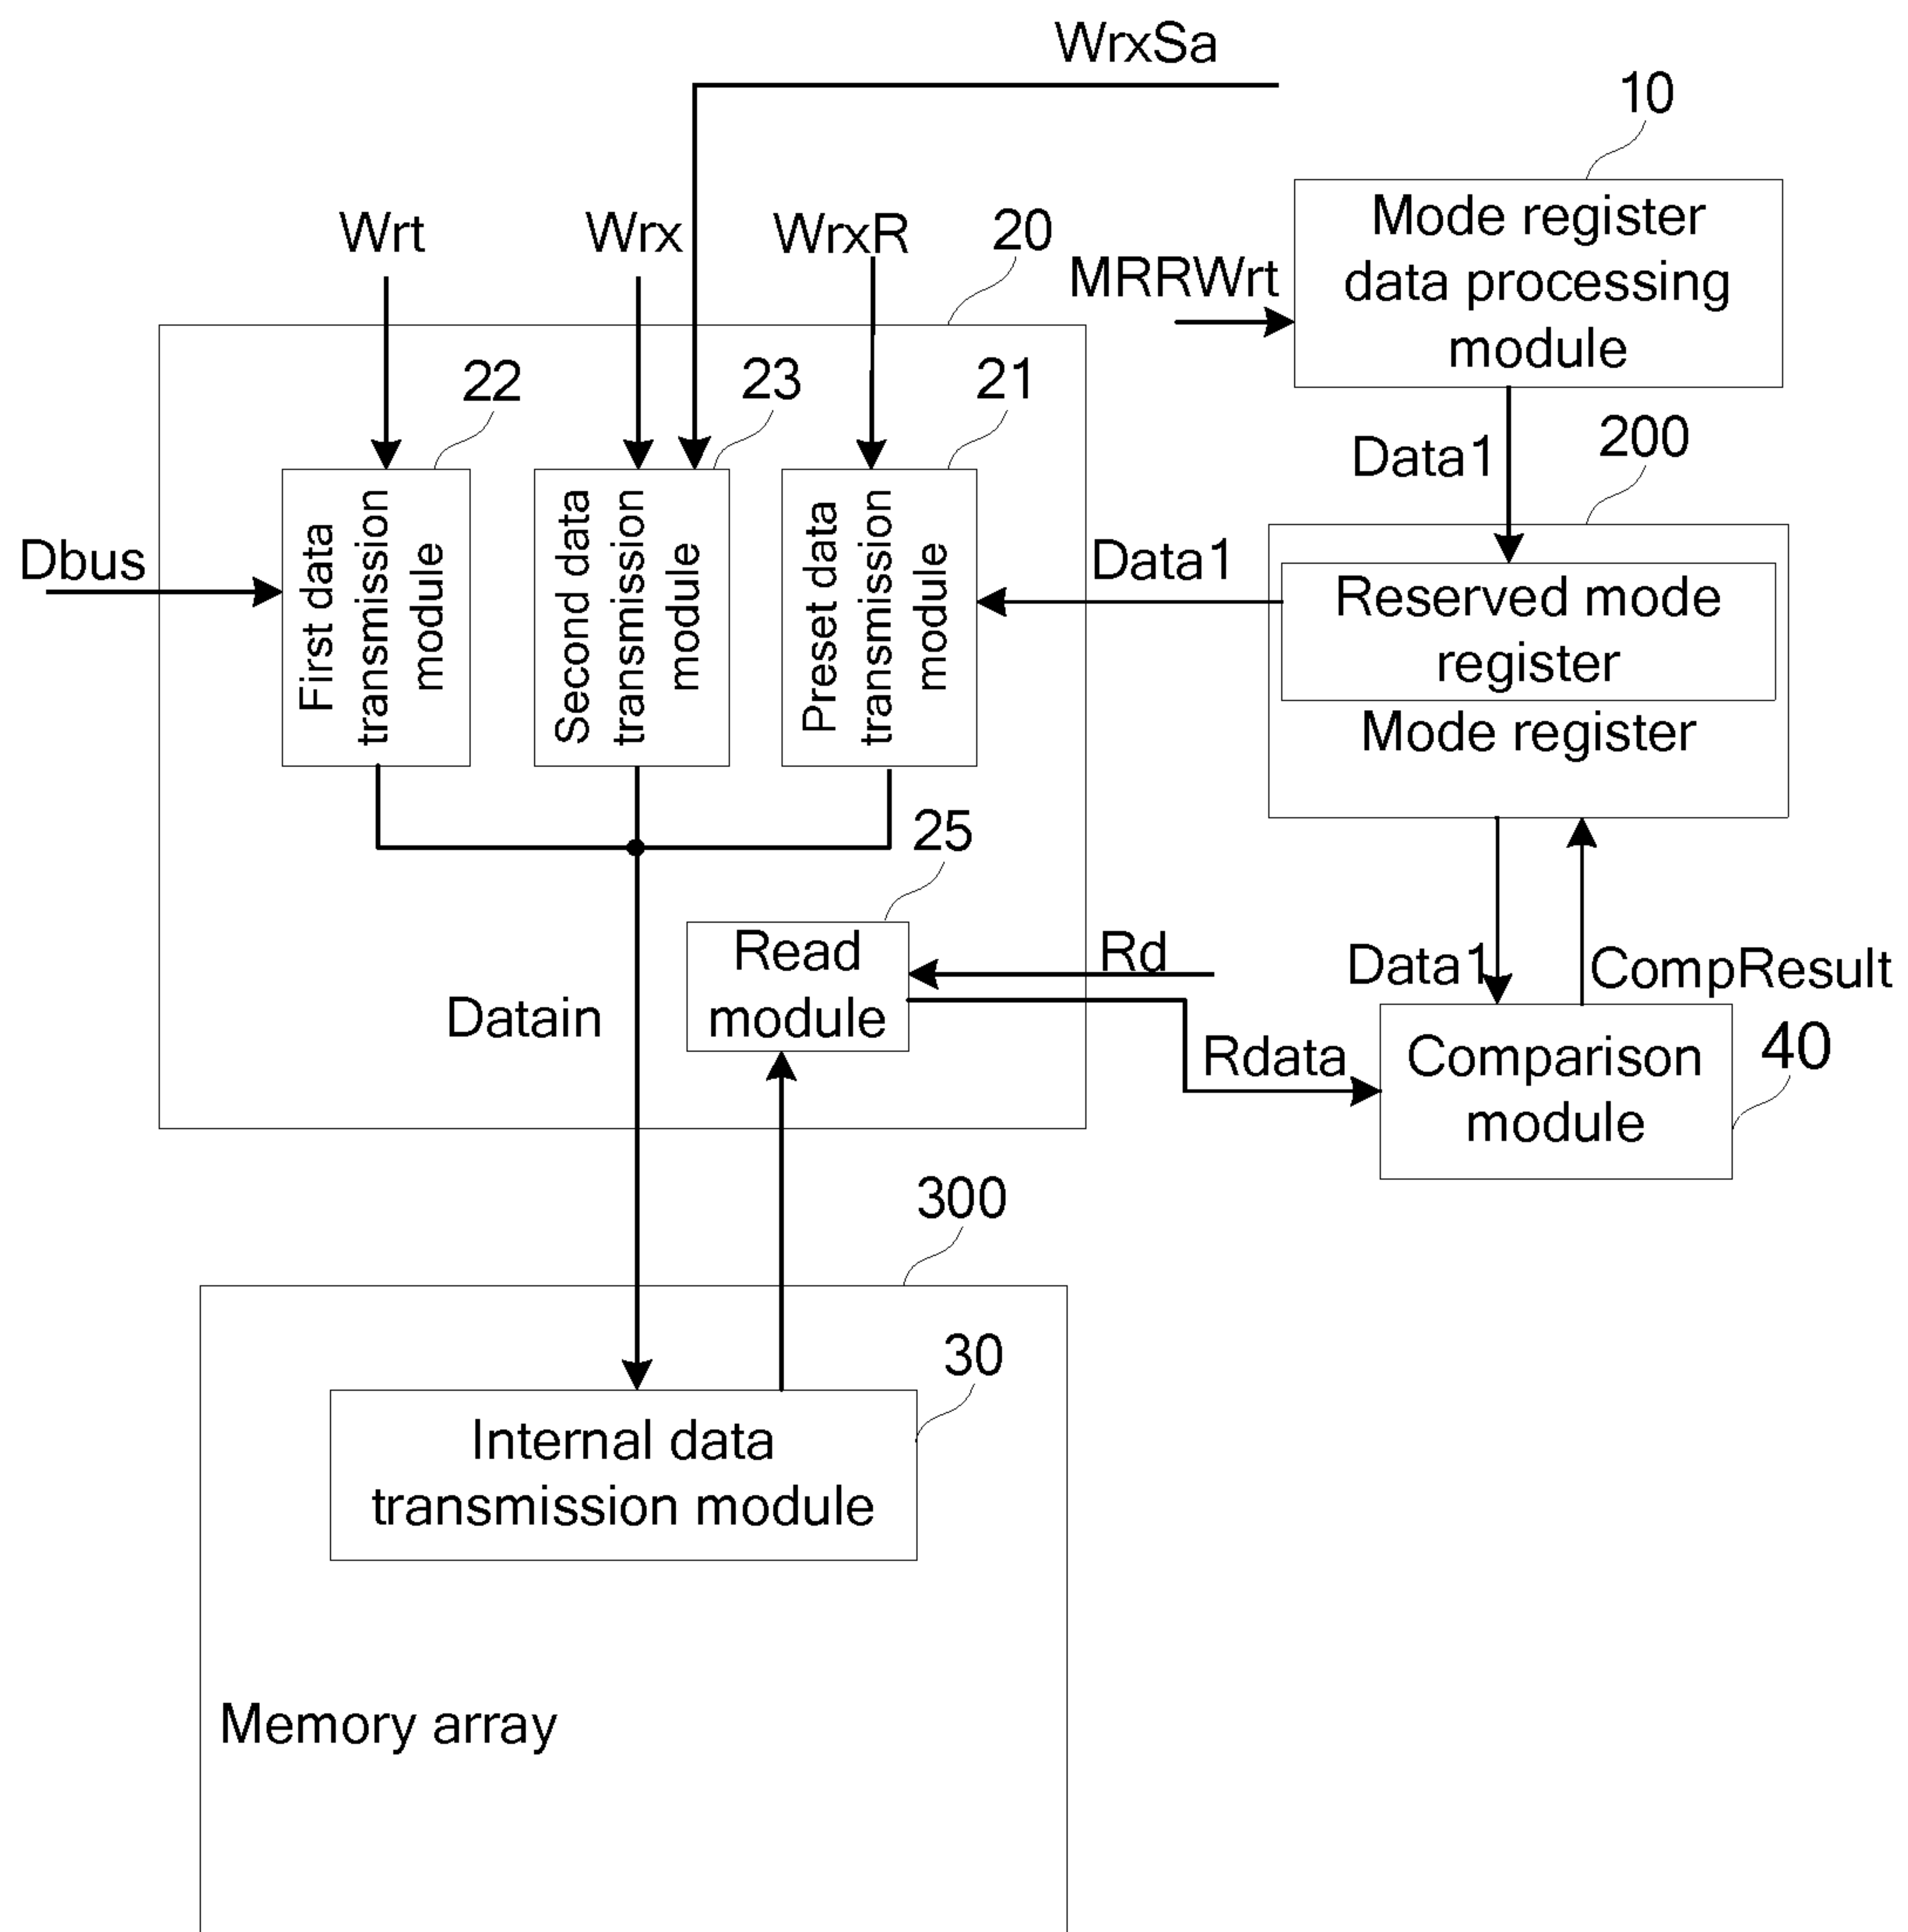 WrxSa
10
Mode register
data processing
module
Wrt
Wrx
WrxR
20
MRRWrt
22
23
21
Data1
200
Dbus
First data
transmission
module
Second data
transmission
module
Preset data
transmission
module
Data1
Reserved mode
register
Mode register
25
Read
module
Rd
Data1
CompResult
Datain
Rdata
Comparison
module
40
300
30
Internal data
transmission module
Memory array